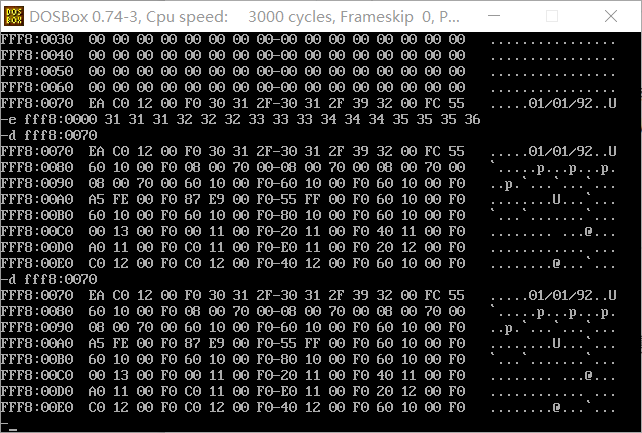 DOS
BOX
DOSBox 0.74-3, Cpu speed:    3000 cycles, Frameskip  0, P...
FFF8:0030  00 00 00 00 00 00 00 00-00 00 00 00 00 00 00 00   ................
FFF8:0040  00 00 00 00 00 00 00 00-00 00 00 00 00 00 00 00   ................
FFF8:0050  00 00 00 00 00 00 00 00-00 00 00 00 00 00 00 00   ................
FFF8:0060  00 00 00 00 00 00 00 00-00 00 00 00 00 00 00 00   ................
FFF8:0070  EA C0 12 00 F0 30 31 2F-30 31 2F 39 32 00 FC 55   .....01/01/92..U
-e fff8:0000 31 31 31 32 32 32 33 33 33 34 34 34 35 35 35 36
-d fff8:0070
FFF8:0070  EA C0 12 00 F0 30 31 2F-30 31 2F 39 32 00 FC 55   .....01/01/92..U
FFF8:0080  60 10 00 F0 08 00 70 00-08 00 70 00 08 00 70 00   `.....p...p...p.
FFF8:0090  08 00 70 00 60 10 00 F0-60 10 00 F0 60 10 00 F0   ..p.`...`...`...
FFF8:00A0  A5 FE 00 F0 87 E9 00 F0-55 FF 00 F0 60 10 00 F0   ........U...`...
FFF8:00B0  60 10 00 F0 60 10 00 F0-80 10 00 F0 60 10 00 F0   `...`.......`...
FFF8:00C0  00 13 00 F0 00 11 00 F0-20 11 00 F0 40 11 00 F0   ........ ...@...
FFF8:00D0  A0 11 00 F0 C0 11 00 F0-E0 11 00 F0 20 12 00 F0   ............ ...
FFF8:00E0  C0 12 00 F0 C0 12 00 F0-40 12 00 F0 60 10 00 F0   ........@...`...
-d fff8:0070
FFF8:0070  EA C0 12 00 F0 30 31 2F-30 31 2F 39 32 00 FC 55   .....01/01/92..U
FFF8:0080  60 10 00 F0 08 00 70 00-08 00 70 00 08 00 70 00   `.....p...p...p.
FFF8:0090  08 00 70 00 60 10 00 F0-60 10 00 F0 60 10 00 F0   ..p.`...`...`...
FFF8:00A0  A5 FE 00 F0 87 E9 00 F0-55 FF 00 F0 60 10 00 F0   ........U...`...
FFF8:00B0  60 10 00 F0 60 10 00 F0-80 10 00 F0 60 10 00 F0   `...`.......`...
FFF8:00C0  00 13 00 F0 00 11 00 F0-20 11 00 F0 40 11 00 F0   ........ ...@...
FFF8:00D0  A0 11 00 F0 C0 11 00 F0-E0 11 00 F0 20 12 00 F0   ............ ...
FFF8:00E0  C0 12 00 F0 C0 12 00 F0-40 12 00 F0 60 10 00 F0   ........@...`...
-_